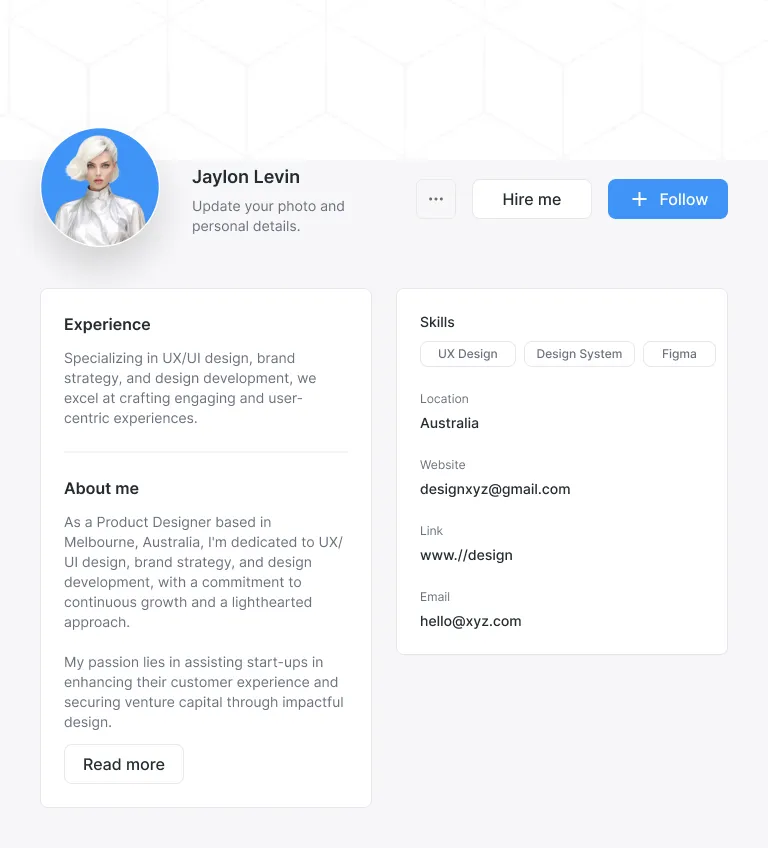 Jaylon Levin
Update your photo and
personal details.
Hire me
Follow
Experience
Specializing in UX/UI design, brand
strategy, and design development, we
excel at crafting engaging and user-
centric experiences.
About me
As a Product Designer based in
Melbourne, Australia, I'm dedicated to UX/
UI design, brand strategy, and design
development, with a commitment to
continuous growth and a lighthearted
approach.
My passion lies in assisting start-ups in
enhancing their customer experience and
securing venture capital through impactful
design.
Read more
Skills
UX Design
Design System
Figma
Location
Australia
Website
designxyz@gmail.com
Link
www.//design
Email
hello@xyz.com